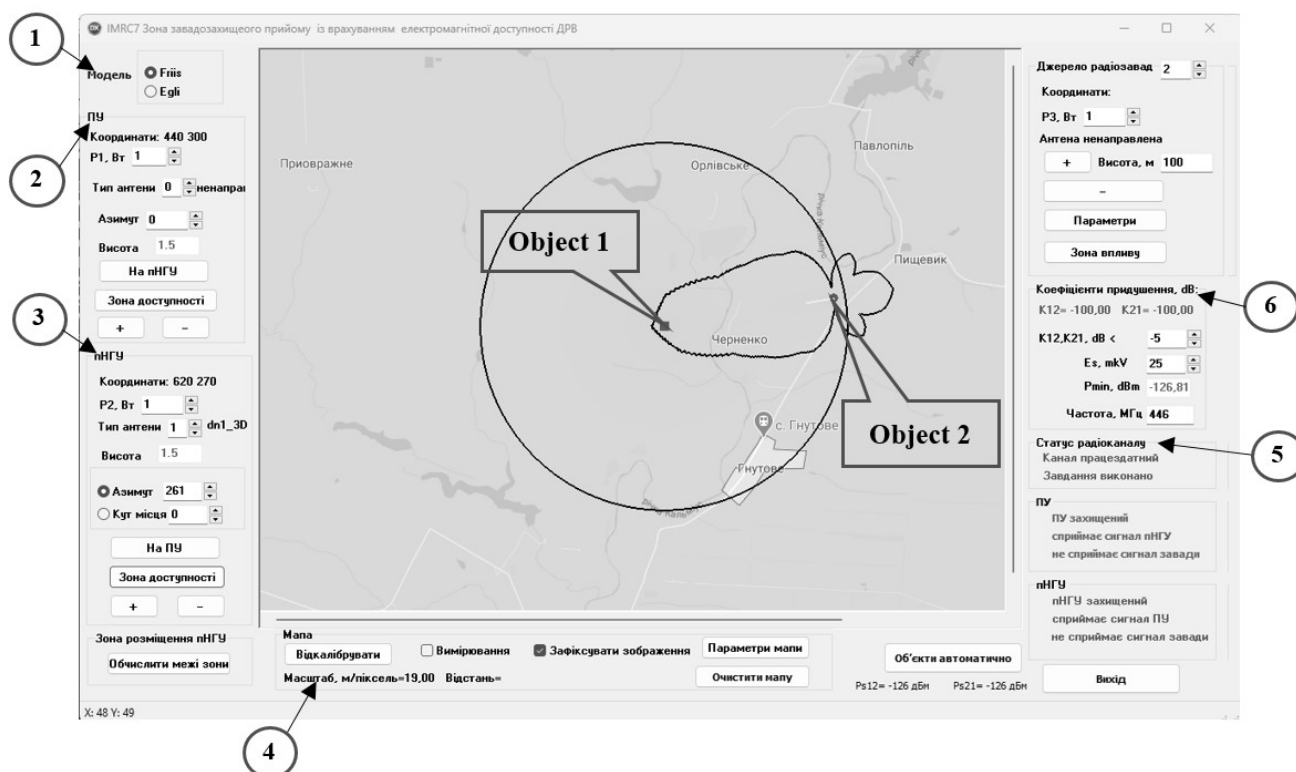 IMRC7 Зона завадозахищеого прийому із врахуванням електромагнітної доступності ДРВ
1
Модель
Friis
Egli
ПУ
Координати: 440 300
P1, Вт 1
2
Тип антени 0 ненаправ
Азимут 0
Висота 1.5
На пНГУ
Зона доступності
+ -
3
пНГУ
Координати: 620 270
P2, Вт 1
Тип антени 1 dn1_3D
Висота 1.5
Азимут 261
Кут місця 0
На ПУ
Зона доступності
+ -
Зона розміщення пНГУ
Обчислити межі зони
Приовражне
Орлівське
Павлопіль
річка Кальміус
Пищевик
Object 1
Черненко
Object 2
с. Гнутове
Гнутове
річка Кальміус
Мапа
Відкалібрувати Вимірювання Зафіксувати зображення Параметри мапи
Масштаб, м/піксель=19,00 Відстань= Очистити мапу
4
Об'єкти автоматично
Ps12= -126 дБм Ps21= -126 дБм
Джерело радіозавад 2
Координати:
P3, Вт 1
Антена ненаправлена
+ Висота, м 100
-
Параметри
Зона впливу
Коефіцієнти придушення, dB:
6
K12= -100,00 K21= -100,00
K12,K21, dB < -5
Es, mkV 25
Pmin, dBm -126,81
Частота, МГц 446
Статус радіоканалу
5
Канал працездатний
Завдання виконано
ПУ
ПУ захищений
сприймає сигнал пНГУ
не сприймає сигнал завади
пНГУ
пНГУ захищений
сприймає сигнал ПУ
не сприймає сигнал завади
Вихід
X: 48 Y: 49